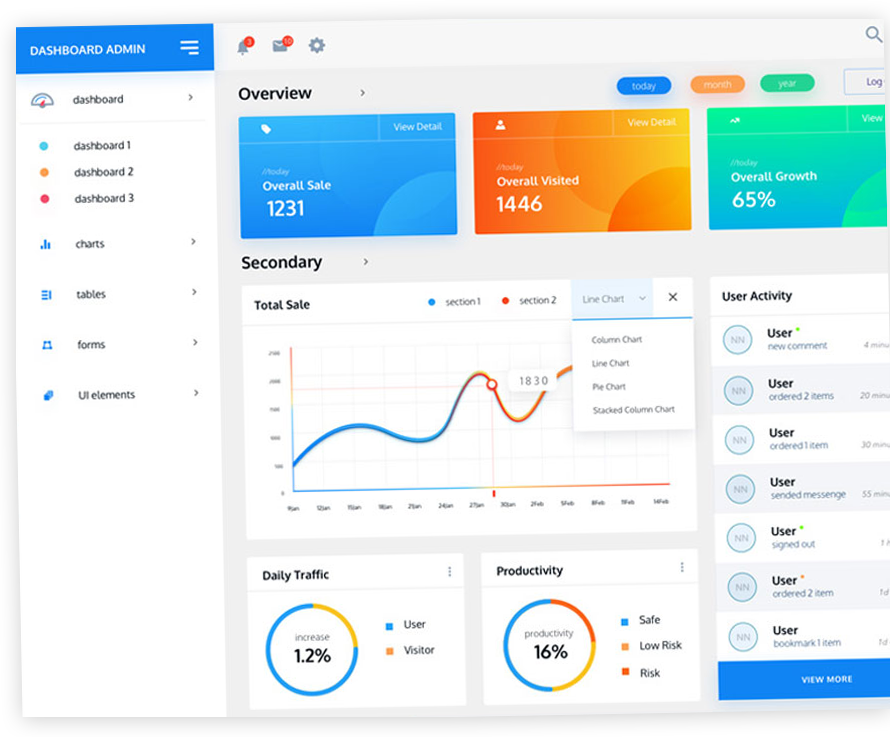 DASHBOARD ADMIN
3
10
dashboard
dashboard 1
dashboard 2
dashboard 3
charts
tables
forms
UI elements
Overview
today
month
year
Log
View Detail
//today
Overall Sale
1231
View Detail
//today
Overall Visited
1446
View
//today
Overall Growth
65%
Secondary
Total Sale
section 1
section 2
Line Chart
Column Chart
Line Chart
Pie Chart
Stacked Column Chart
1830
2500
2000
1500
1000
500
0
9Jan 12Jan 15Jan 18Jan 21Jan 24Jan 27Jan 30Jan 2Feb 5Feb 8Feb 11Feb 14Feb
User Activity
NN
User
new comment
4 minu
NN
User
ordered 2 items
20 minu
NN
User
ordered 1 item
30 minu
NN
User
sended messenge
55 minu
NN
User
signed out
1 h
NN
User
ordered 2 item
1d
NN
User
bookmark 1 item
1d
VIEW MORE
Daily Traffic
increase
1.2%
User
Visitor
Productivity
productivity
16%
Safe
Low Risk
Risk